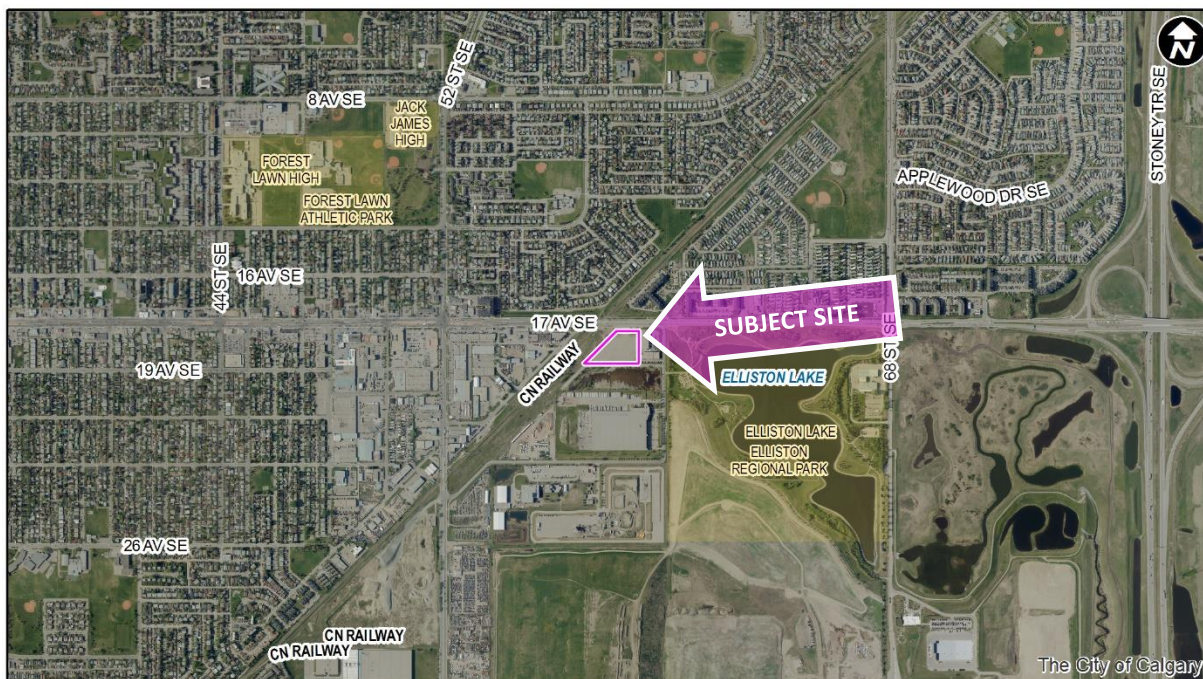 N
8 AV SE
52 ST SE
JACK
JAMES
HIGH
FOREST
LAWN HIGH
FOREST LAWN
ATHLETIC PARK
APPLEWOOD DR SE
STONEY TR SE
44 ST SE
16 AV SE
17 AV SE
SUBJECT SITE
19 AV SE
CN RAILWAY
ELLISTON LAKE
68 ST SE
ELLISTON LAKE
ELLISTON
REGIONAL PARK
26 AV SE
CN RAILWAY
CN RAILWAY
The City of Calgary